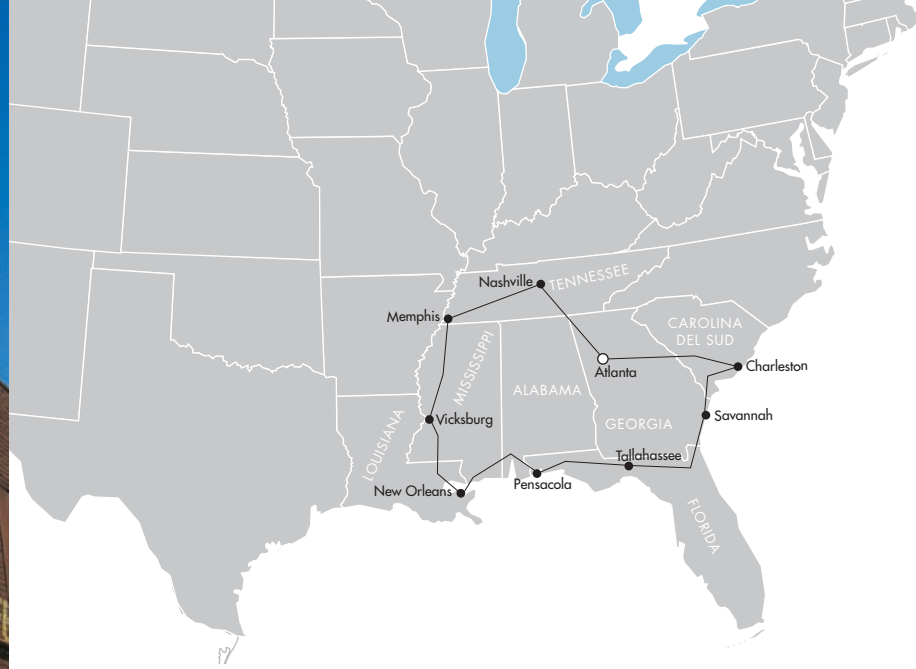 Nashville
TENNESSEE
Memphis
MISSISSIPPI
CAROLINA
DEL SUD
Atlanta
Charleston
ALABAMA
Vicksburg
LOUISIANA
GEORGIA
Savannah
Tallahassee
Pensacola
New Orleans
FLORIDA